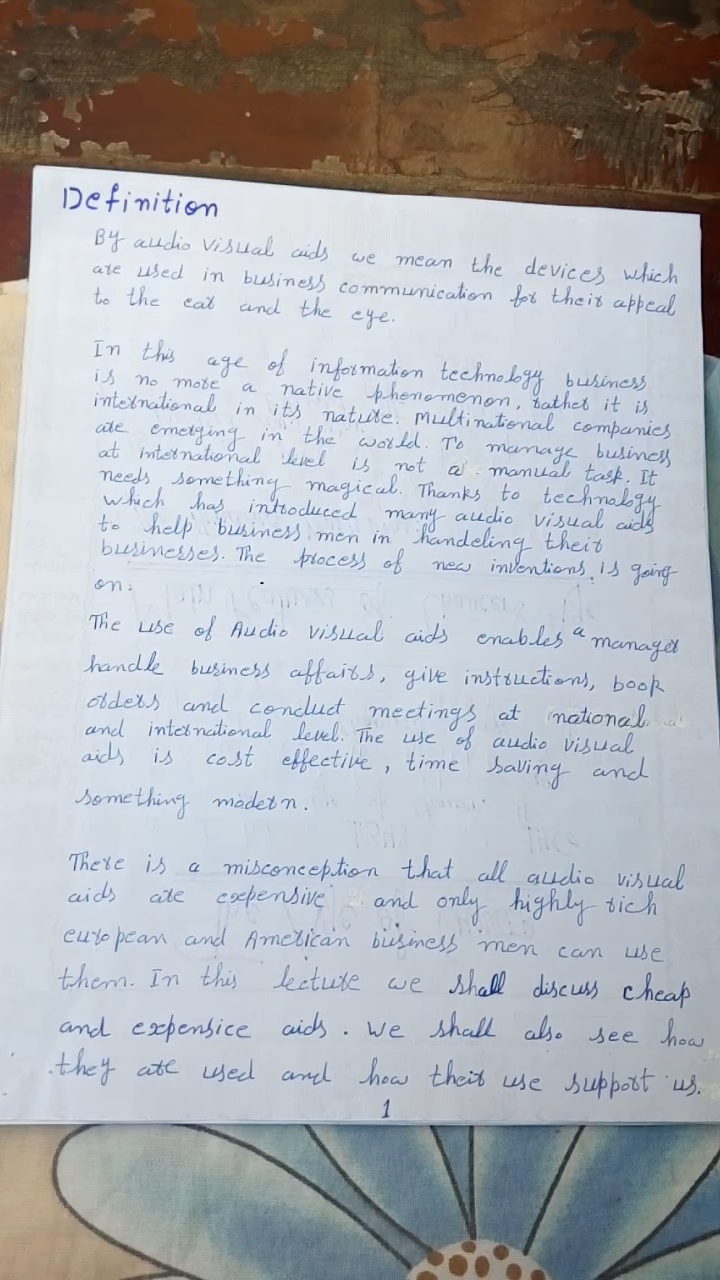 Definition
By audio visual aids we mean the devices which
are used in business communication for their appeal
to the ear and the eye.
In this age of information technology business
is no more a native phenomenon, rather it is
international in its nature. Multinational companies
are emerging in the world. To manage business
at international level is not a manual task. It
needs something magical. Thanks to technology
which has introduced many audio visual aids
to help business men in handeling their
businesses. The process of new inventions is going
on.
The use of Audio visual aids enables a manager
handle business affairs, give instructions, book
orders and conduct meetings at national
and international level. The use of audio visual
aids is cost effective, time saving and
something modern.
There is a misconception that all audio visual
aids are expensive and only highly rich
european and American business men can use
them. In this lecture we shall discuss cheap
and expensice aids. We shall also see how
they are used and how their use support us.
1